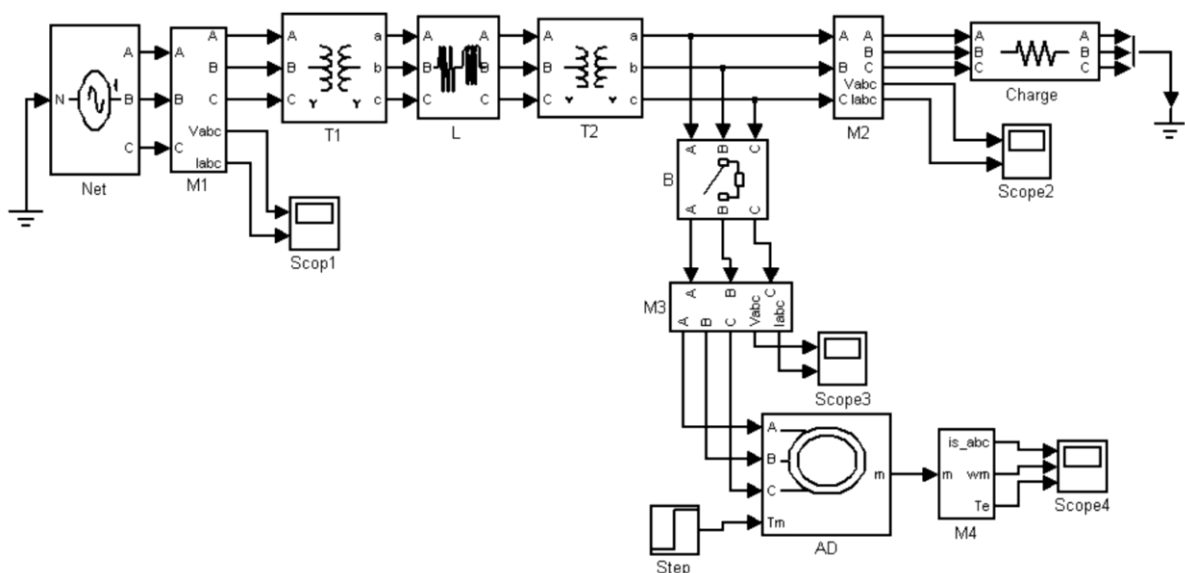 N
A
B
C
Net
A
B
C
A
B
C
Vabc
Iabc
M1
Scop1
A
B
C
Y
Y
a
b
c
T1
A
B
C
A
B
C
L
A
B
C
Y
Y
a
b
c
T2
A
B
C
A
B
C
Vabc
Iabc
M2
A
B
C
A
B
C
Charge
Scope2
B
A
B
C
A
B
C
M3
A
B
C
A
B
C
Vabc
Iabc
Scope3
A
B
C
Tm
m
AD
Step
m
is_abc
wm
Te
M4
Scope4